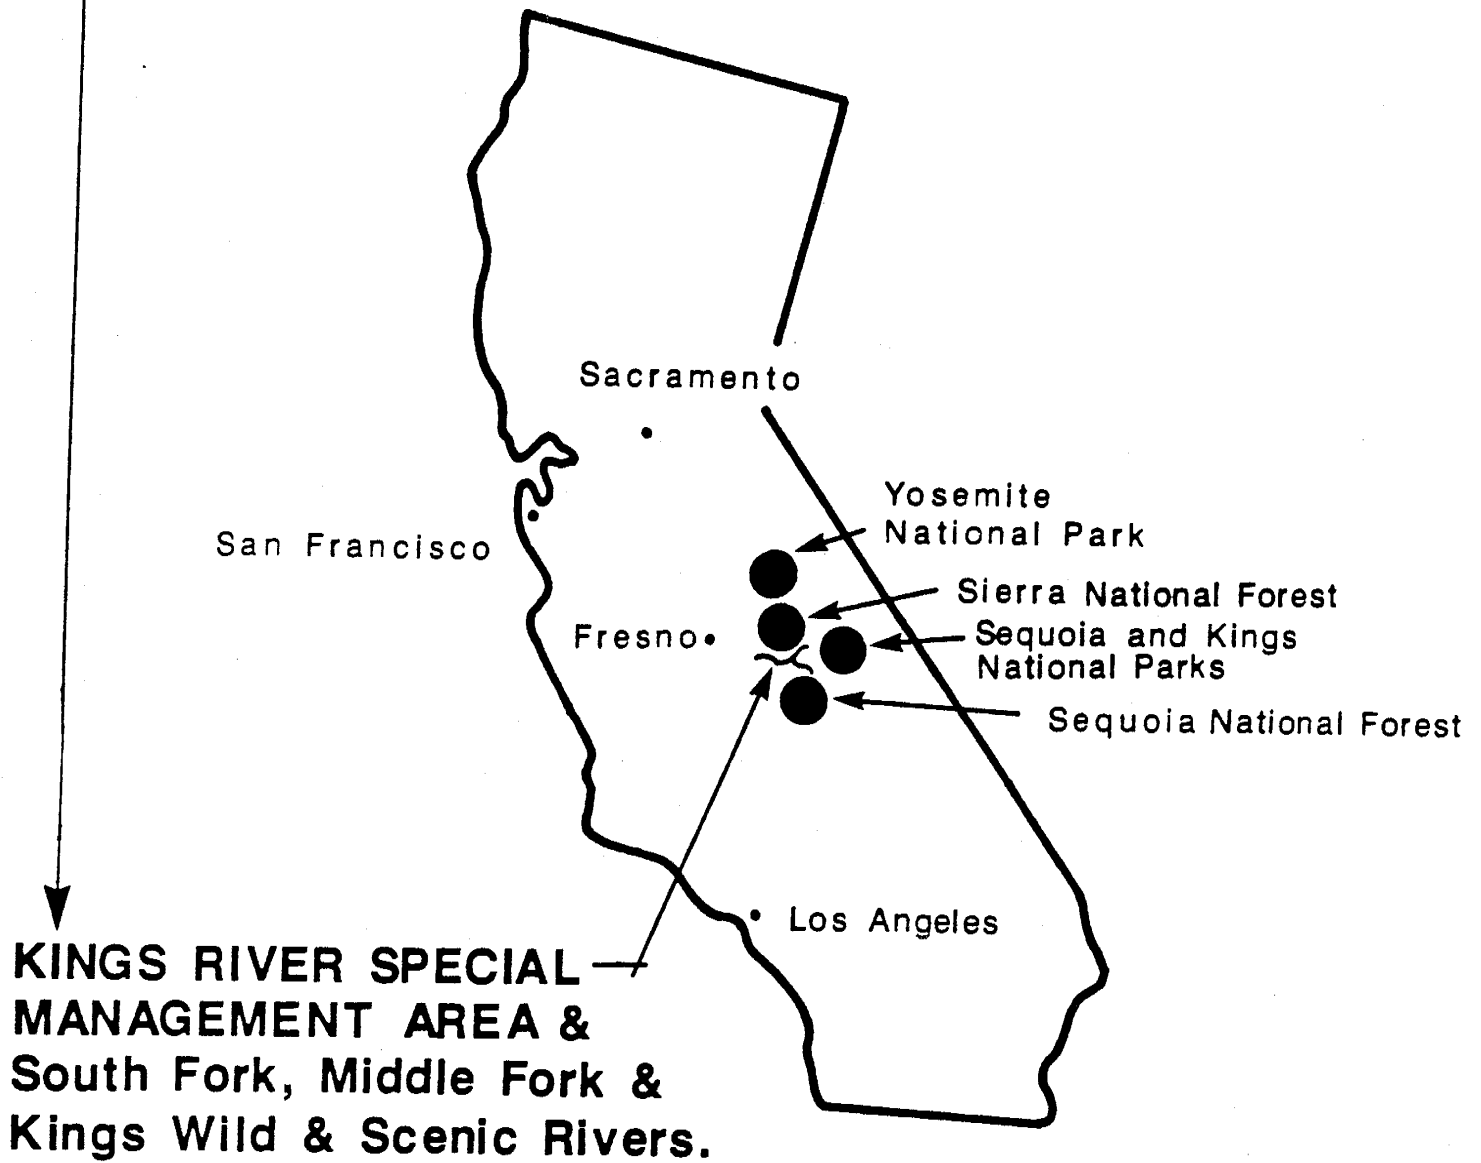 Sacramento
Yosemite
National Park
San Francisco
Sierra National Forest
Fresno
Sequoia and Kings
National Parks
Sequoia National Forest
Los Angeles
KINGS RIVER SPECIAL
MANAGEMENT AREA &
South Fork, Middle Fork &
Kings Wild & Scenic Rivers.